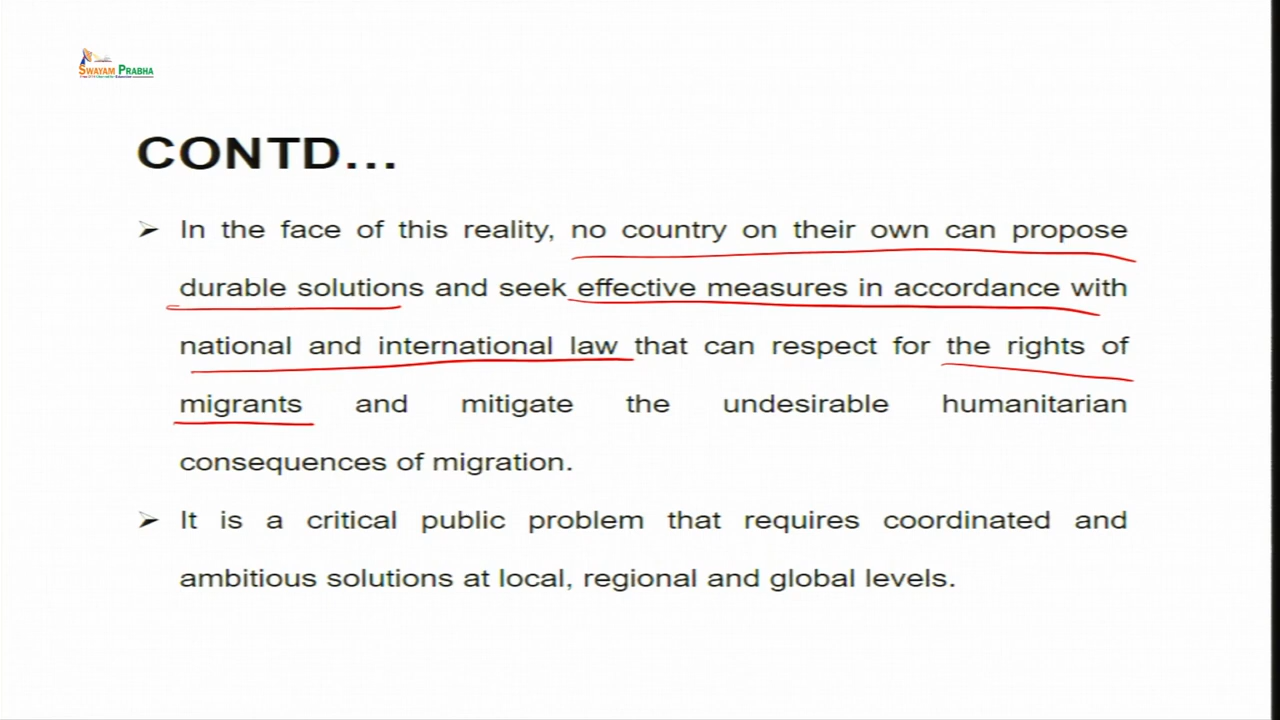 SWAYAM PRABHA
CONTD...
In the face of this reality, no country on their own can propose
durable solutions and seek effective measures in accordance with
national and international law that can respect for the rights of
migrants and mitigate the undesirable humanitarian
consequences of migration.
It is a critical public problem that requires coordinated and
ambitious solutions at local, regional and global levels.